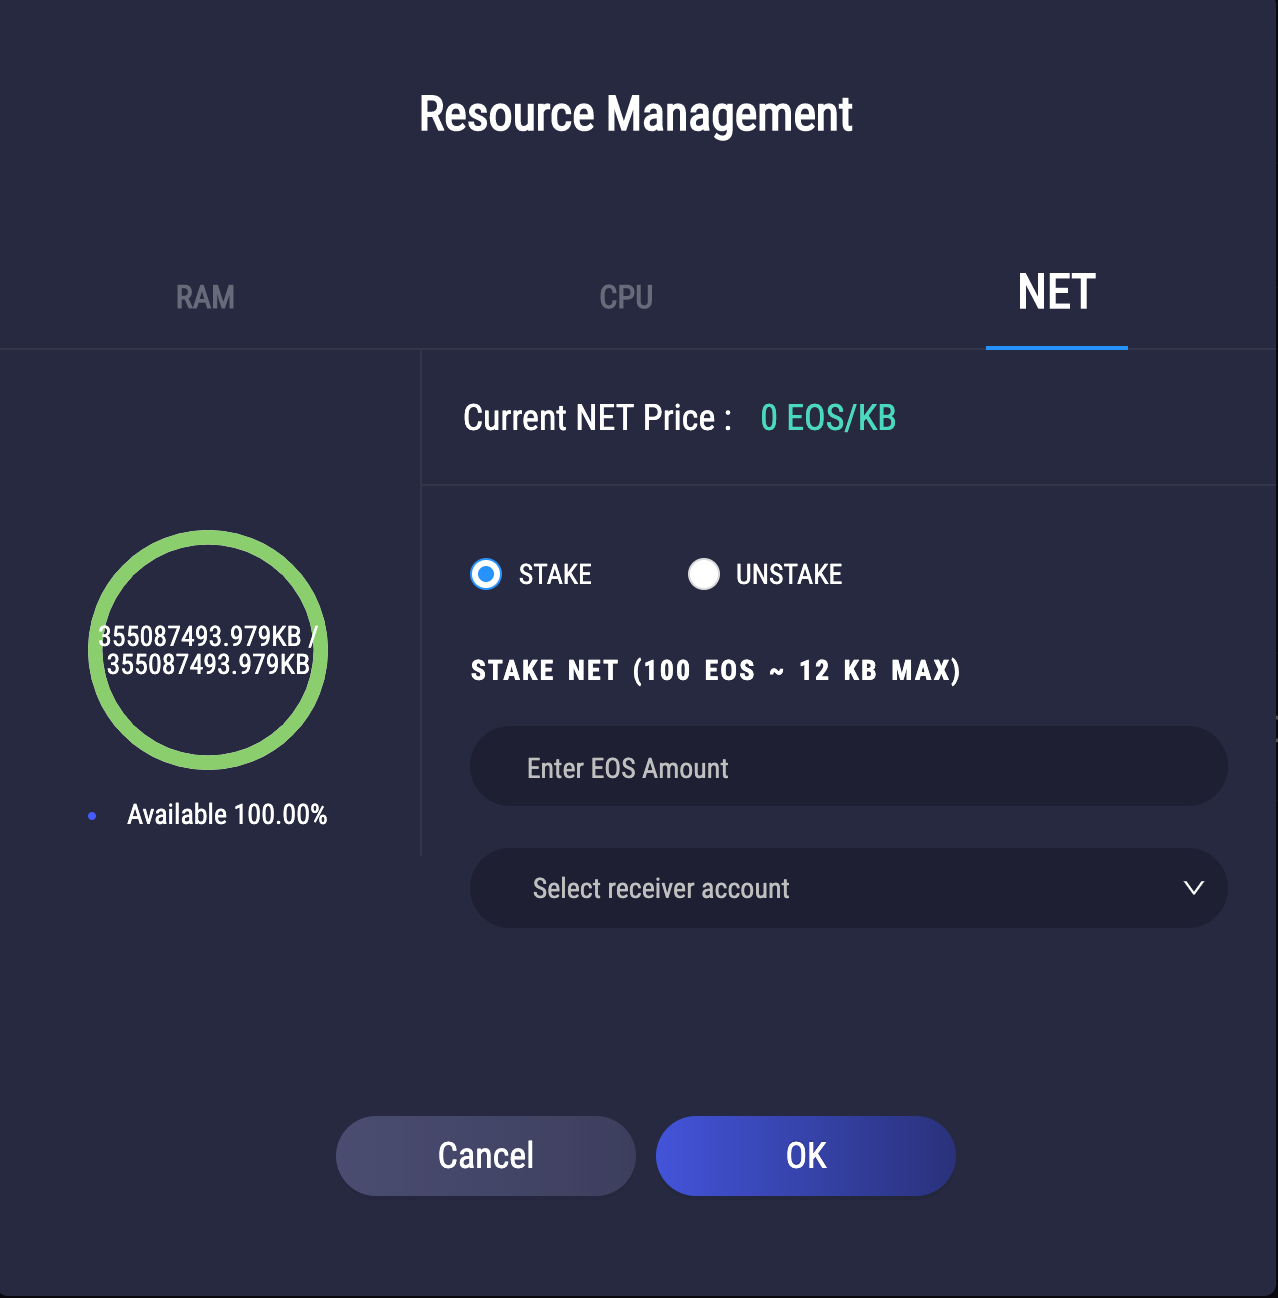 Resource Management
RAM
CPU
NET
Current NET Price : 0 EOS/KB
355087493.979KB /
355087493.979KB
Available 100.00%
STAKE
UNSTAKE
STAKE NET (100 EOS ~ 12 KB MAX)
Enter EOS Amount
Select receiver account
Cancel
OK